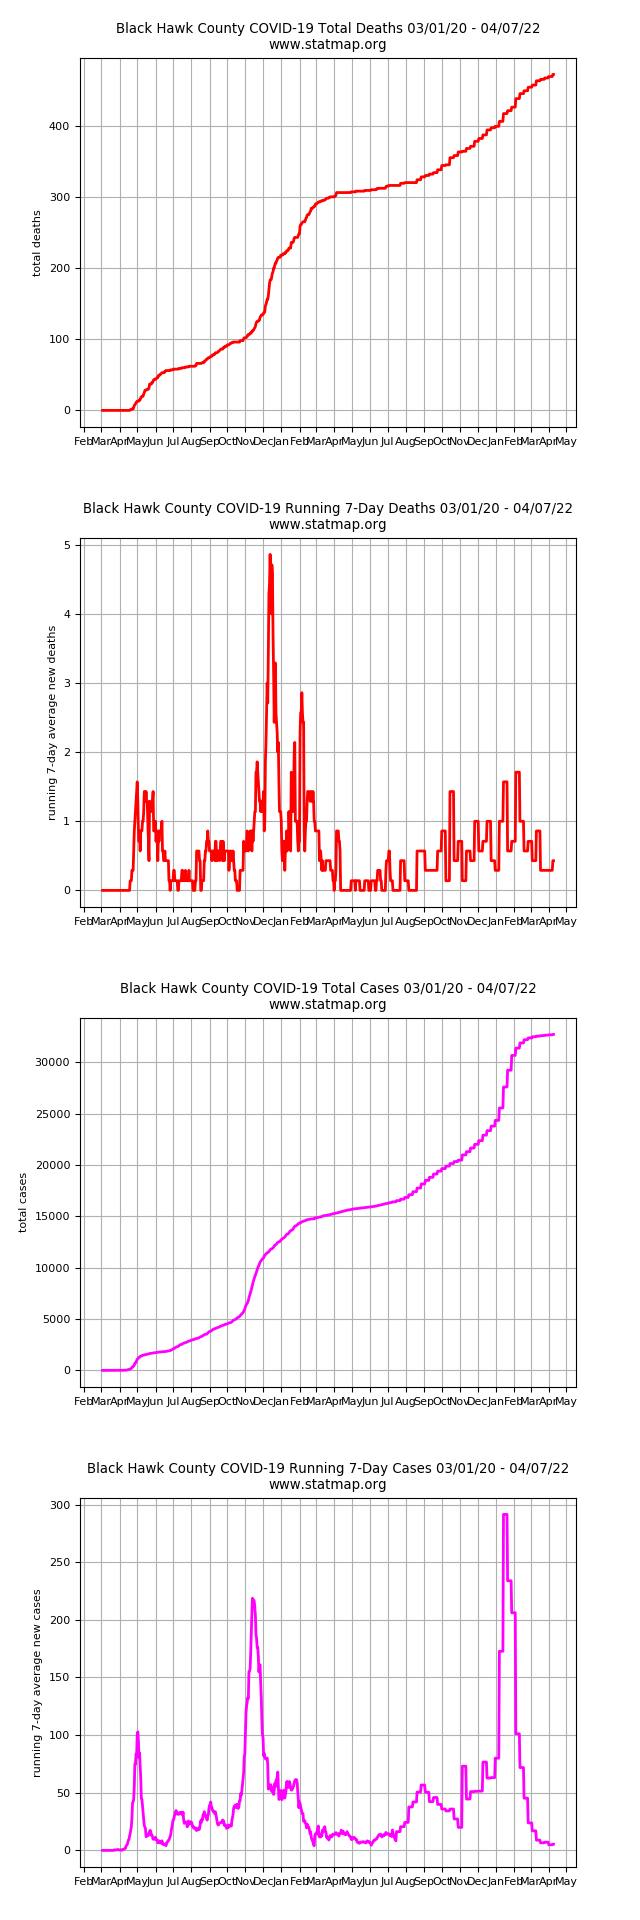 Black Hawk County COVID-19 Total Deaths 03/01/20 - 04/07/22
www.statmap.org
400
300
200
100
0
total deaths
Feb Mar Apr May Jun Jul Aug Sep Oct Nov Dec Jan Feb Mar Apr May Jun Jul Aug Sep Oct Nov Dec Jan Feb Mar Apr May
Black Hawk County COVID-19 Running 7-Day Deaths 03/01/20 - 04/07/22
www.statmap.org
5
4
3
2
1
0
running 7-day average new deaths
Feb Mar Apr May Jun Jul Aug Sep Oct Nov Dec Jan Feb Mar Apr May Jun Jul Aug Sep Oct Nov Dec Jan Feb Mar Apr May
Black Hawk County COVID-19 Total Cases 03/01/20 - 04/07/22
www.statmap.org
30000
25000
20000
15000
10000
5000
0
total cases
Feb Mar Apr May Jun Jul Aug Sep Oct Nov Dec Jan Feb Mar Apr May Jun Jul Aug Sep Oct Nov Dec Jan Feb Mar Apr May
Black Hawk County COVID-19 Running 7-Day Cases 03/01/20 - 04/07/22
www.statmap.org
300
250
200
150
100
50
0
running 7-day average new cases
Feb Mar Apr May Jun Jul Aug Sep Oct Nov Dec Jan Feb Mar Apr May Jun Jul Aug Sep Oct Nov Dec Jan Feb Mar Apr May